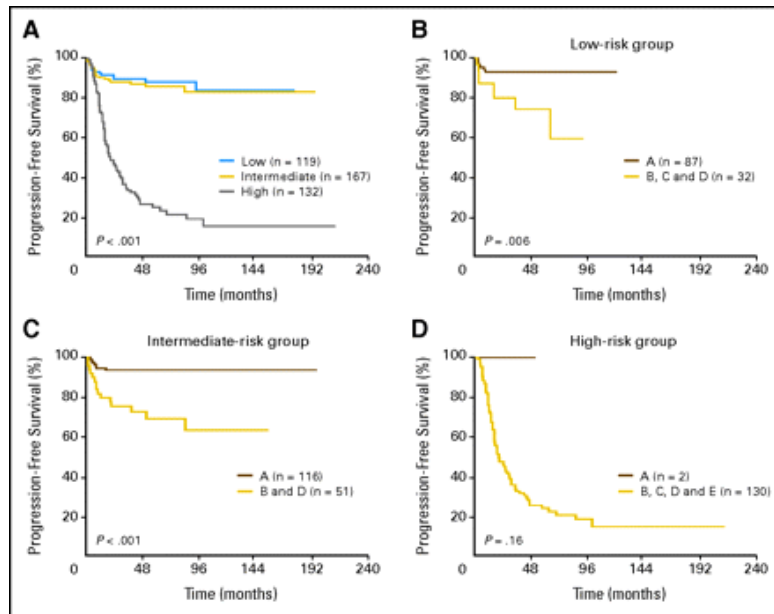 A
Progression-Free Survival (%)
100
80
60
40
20
0
48
96
144
192
240
Time (months)
Low (n = 119)
Intermediate (n = 167)
High (n = 132)
P < .001
B
Low-risk group
Progression-Free Survival (%)
100
80
60
40
20
0
48
96
144
192
240
Time (months)
A (n = 87)
B, C and D (n = 32)
P = .006
C
Intermediate-risk group
Progression-Free Survival (%)
100
80
60
40
20
0
48
96
144
192
240
Time (months)
A (n = 116)
B and D (n = 51)
P < .001
D
High-risk group
Progression-Free Survival (%)
100
80
60
40
20
0
48
96
144
192
240
Time (months)
A (n = 2)
B, C, D and E (n = 130)
P = .16